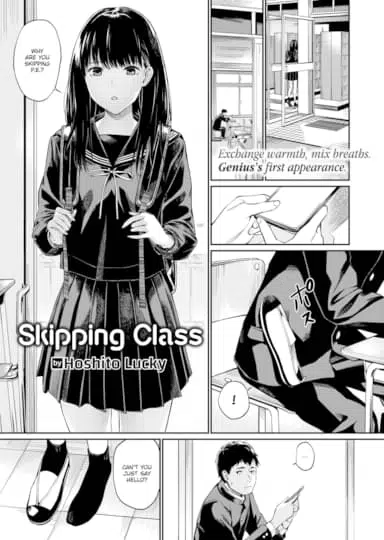 WHY
ARE YOU
SKIPPING
P.E.?
Exchange warmth, mix breaths.
Genius's first appearance.
ポス
Skipping Class
by Hoshito Lucky
!
CAN'T YOU
JUST SAY
HELLO?
...